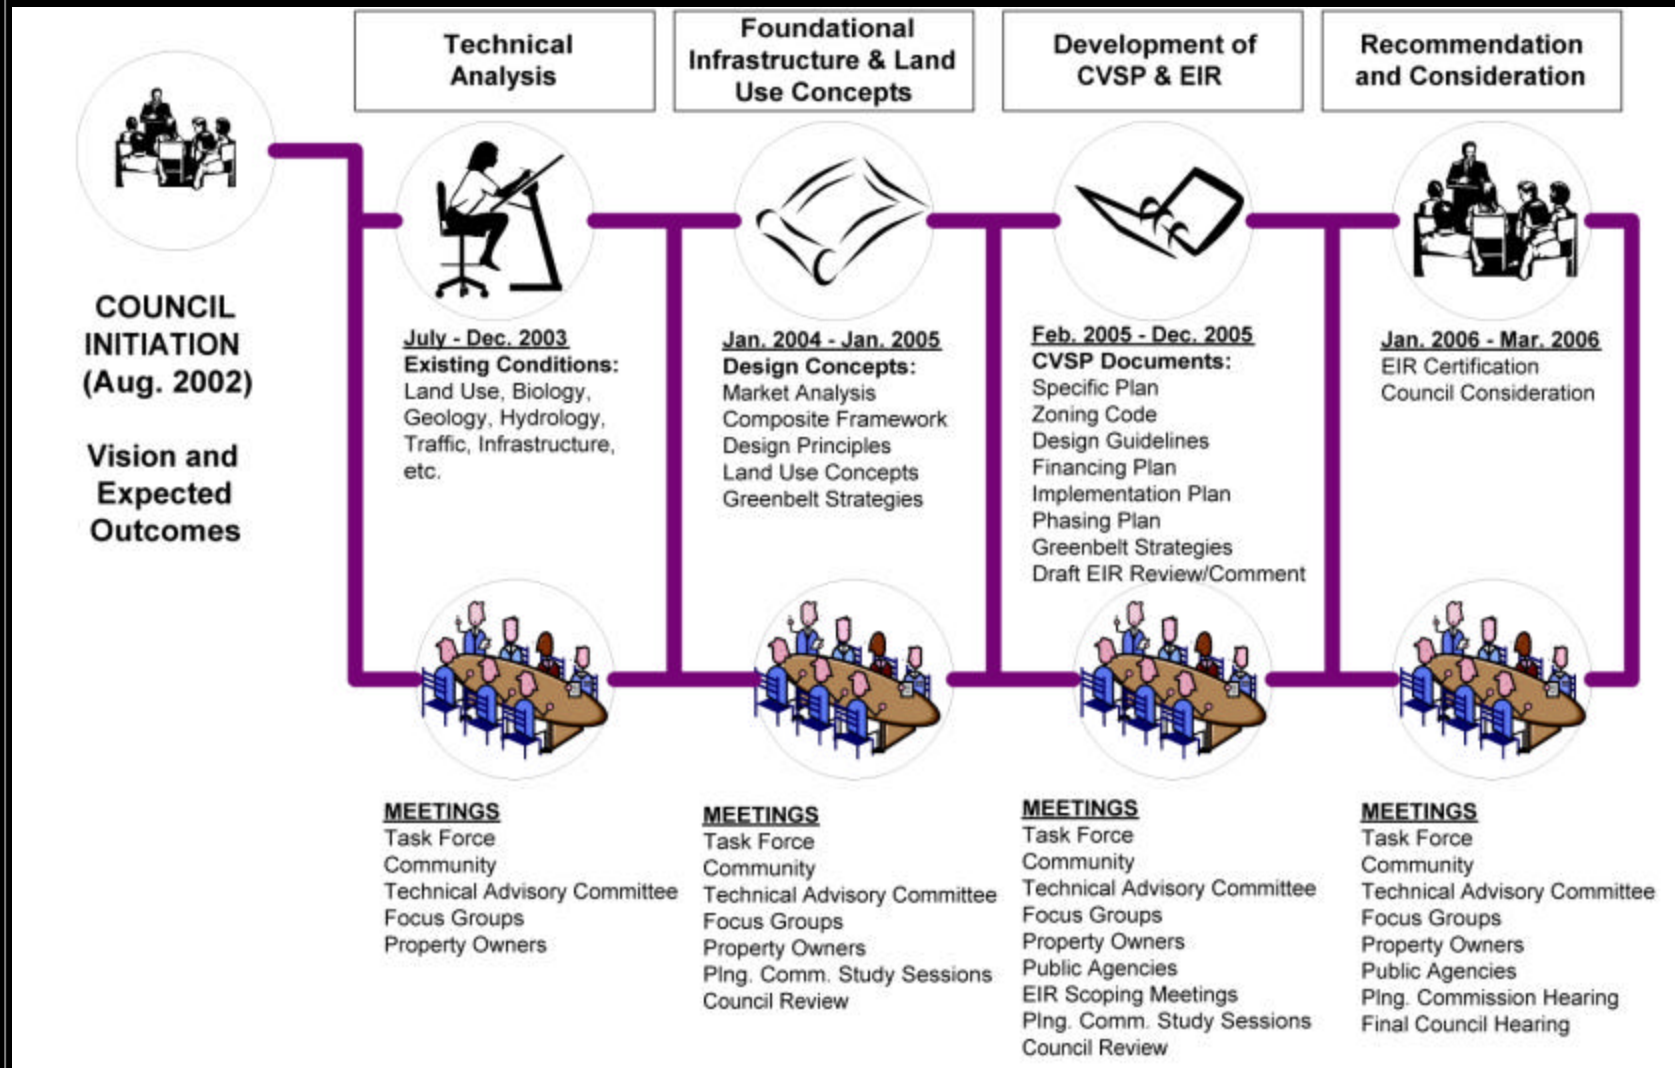 Technical
Analysis
Foundational
Infrastructure & Land
Use Concepts
Development of
CVSP & EIR
Recommendation
and Consideration
COUNCIL
INITIATION
(Aug. 2002)
Vision and
Expected
Outcomes
July - Dec. 2003
Existing Conditions:
Land Use, Biology,
Geology, Hydrology,
Traffic, Infrastructure,
etc.
Jan. 2004 - Jan. 2005
Design Concepts:
Market Analysis
Composite Framework
Design Principles
Land Use Concepts
Greenbelt Strategies
Feb. 2005 - Dec. 2005
CVSP Documents:
Specific Plan
Zoning Code
Design Guidelines
Financing Plan
Implementation Plan
Phasing Plan
Greenbelt Strategies
Draft EIR Review/Comment
Jan. 2006 - Mar. 2006
EIR Certification
Council Consideration
MEETINGS
Task Force
Community
Technical Advisory Committee
Focus Groups
Property Owners
MEETINGS
Task Force
Community
Technical Advisory Committee
Focus Groups
Property Owners
Plng. Comm. Study Sessions
Council Review
MEETINGS
Task Force
Community
Technical Advisory Committee
Focus Groups
Property Owners
Public Agencies
EIR Scoping Meetings
Plng. Comm. Study Sessions
Council Review
MEETINGS
Task Force
Community
Technical Advisory Committee
Focus Groups
Property Owners
Public Agencies
Plng. Commission Hearing
Final Council Hearing